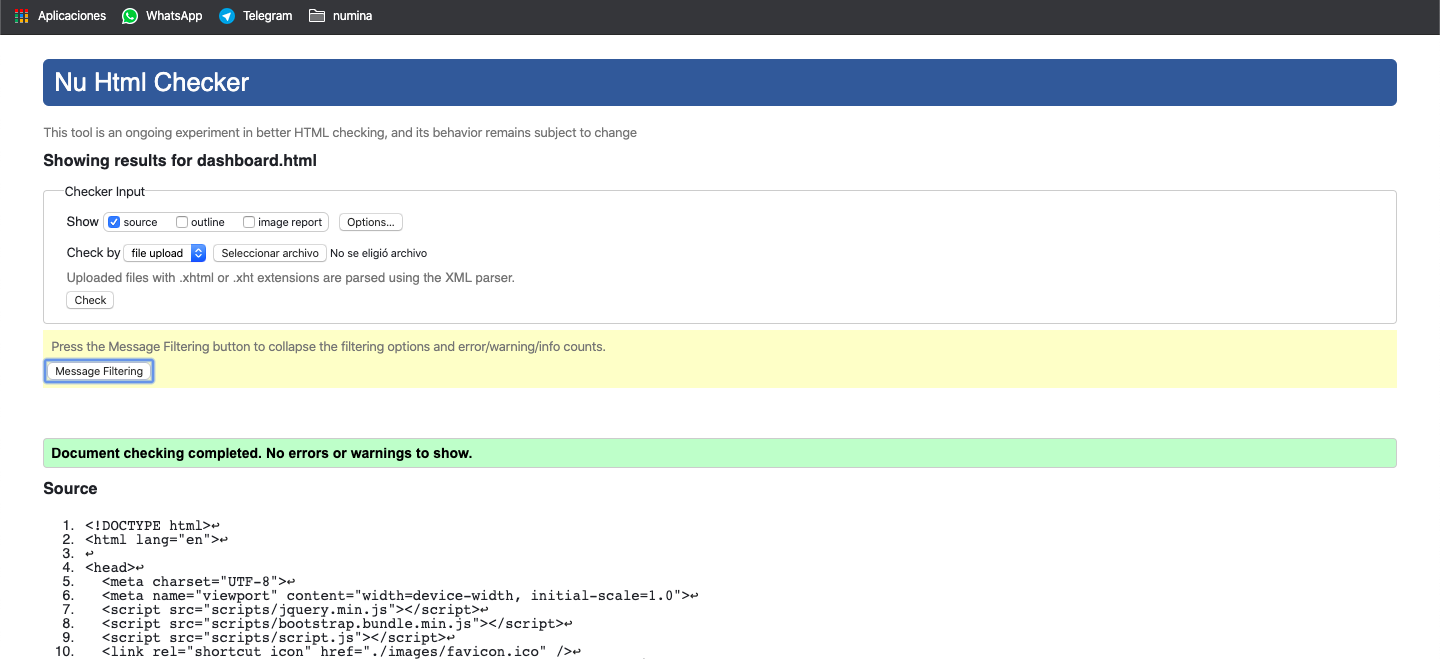 Aplicaciones WhatsApp Telegram numina
Nu Html Checker
This tool is an ongoing experiment in better HTML checking, and its behavior remains subject to change
Showing results for dashboard.html
Checker Input
Show source outline image report Options...
Check by file upload Seleccionar archivo No se eligió archivo
Uploaded files with .xhtml or .xht extensions are parsed using the XML parser.
Check
Press the Message Filtering button to collapse the filtering options and error/warning/info counts.
Message Filtering
Document checking completed. No errors or warnings to show.
Source
1. <!DOCTYPE html>↩
2. <html lang="en">↩
3. ↩
4. <head>↩
5. <meta charset="UTF-8">↩
6. <meta name="viewport" content="width=device-width, initial-scale=1.0">↩
7. <script src="scripts/jquery.min.js"></script>↩
8. <script src="scripts/bootstrap.bundle.min.js"></script>↩
9. <script src="scripts/script.js"></script>↩
10. <link rel="shortcut icon" href="./images/favicon.ico" />↩